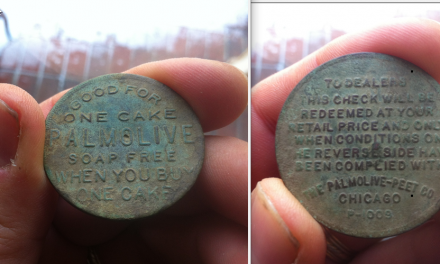 GOOD FOR
ONE CAKE
PALMOLIVE
SOAP FREE
WHEN YOU BUY
ONE CAKE
TO DEALERS
THIS CHECK WILL BE
REDEEMED AT YOUR
RETAIL PRICE AND ONLY
WHEN CONDITIONS ON
THE REVERSE SIDE HAVE
BEEN COMPLIED WITH
THE PALMOLIVE-PEET CO
CHICAGO
P-1009